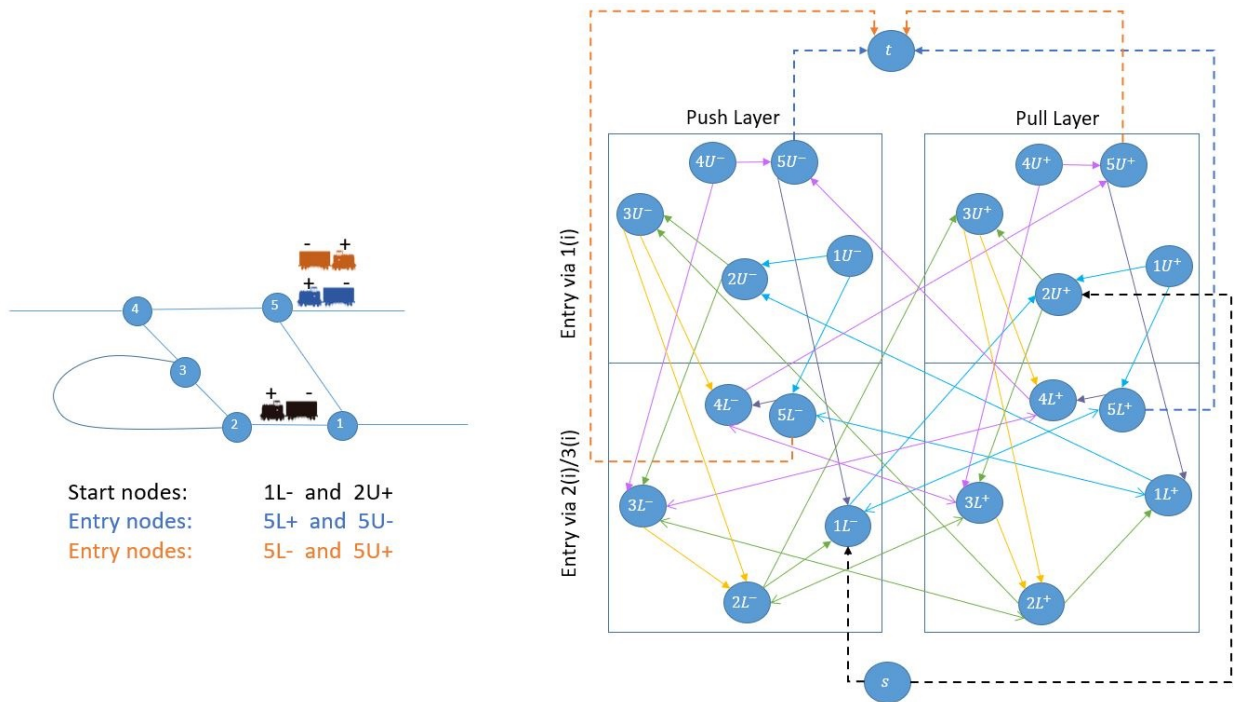 t
Push Layer
Pull Layer
4U⁻
5U⁻
4U⁺
5U⁺
3U⁻
3U⁺
1U⁻
1U⁺
2U⁻
2U⁺
Entry via 1(i)
- +
+ -
4
5
3
+ -
2
1
4L⁻
5L⁻
4L⁺
5L⁺
3L⁻
1L⁻
3L⁺
1L⁺
2L⁻
2L⁺
Entry via 2(i)/3(i)
Start nodes: 1L- and 2U+
Entry nodes: 5L+ and 5U-
Entry nodes: 5L- and 5U+
s